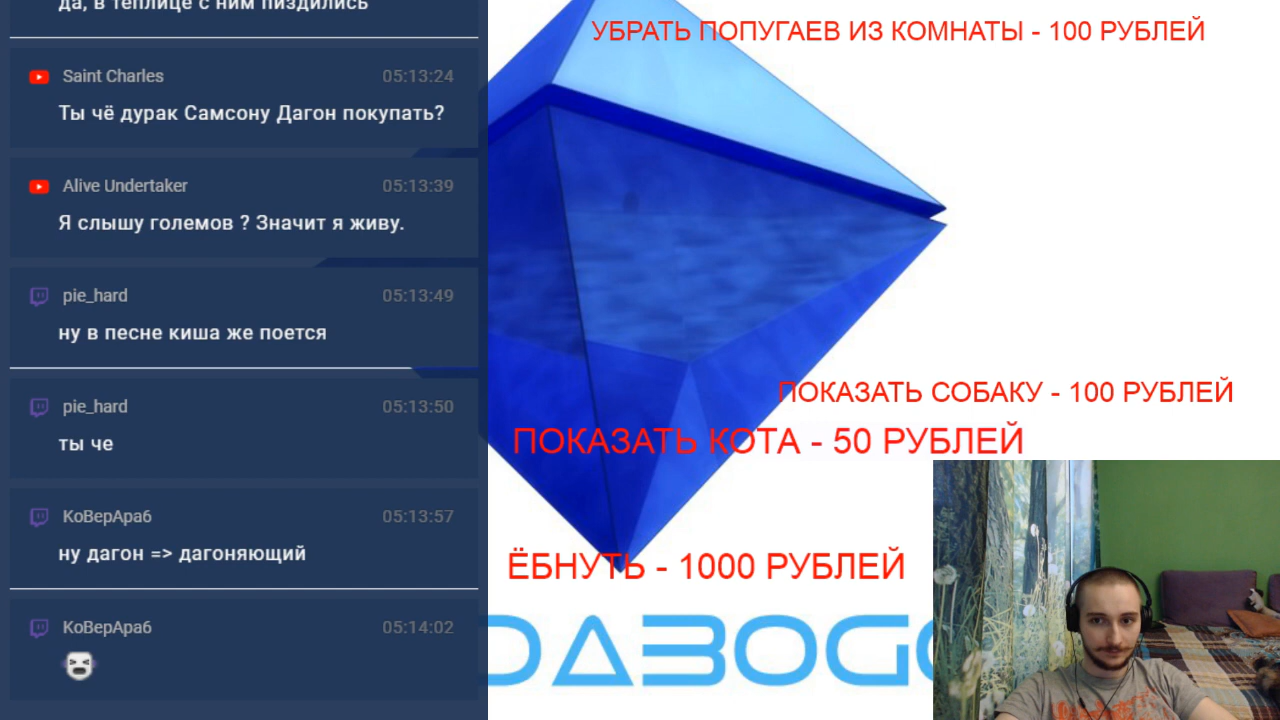 да, в теплице с ним пиздились
Saint Charles 05:13:24
Ты чё дурак Самсону Дагон покупать?
Alive Undertaker 05:13:39
Я слышу големов ? Значит я живу.
pie_hard 05:13:49
ну в песне киша же поется
pie_hard 05:13:50
ты че
КоВерАра6 05:13:57
ну дагон => дагоняющий
КоВерАра6 05:14:02
УБРАТЬ ПОПУГАЕВ ИЗ КОМНАТЫ - 100 РУБЛЕЙ
ПОКАЗАТЬ СОБАКУ - 100 РУБЛЕЙ
ПОКАЗАТЬ КОТА - 50 РУБЛЕЙ
ЁБНУТЬ - 1000 РУБЛЕЙ